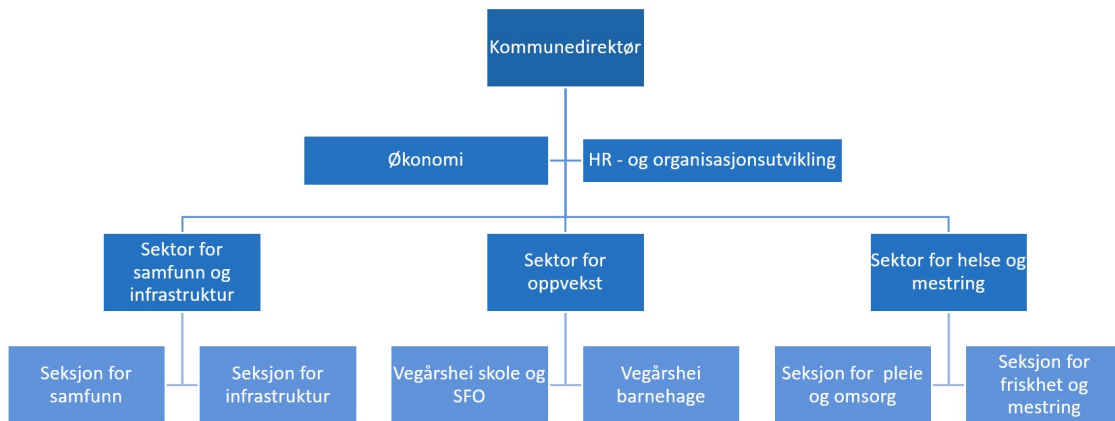 Kommunedirektør
Økonomi
HR - og organisasjonsutvikling
Sektor for
samfunn og
infrastruktur
Sektor for
oppvekst
Sektor for helse og
mestring
Seksjon for
samfunn
Seksjon for
infrastruktur
Vegårshei skole og
SFO
Vegårshei
barnehage
Seksjon for  pleie
og omsorg
Seksjon for
friskhet og
mestring